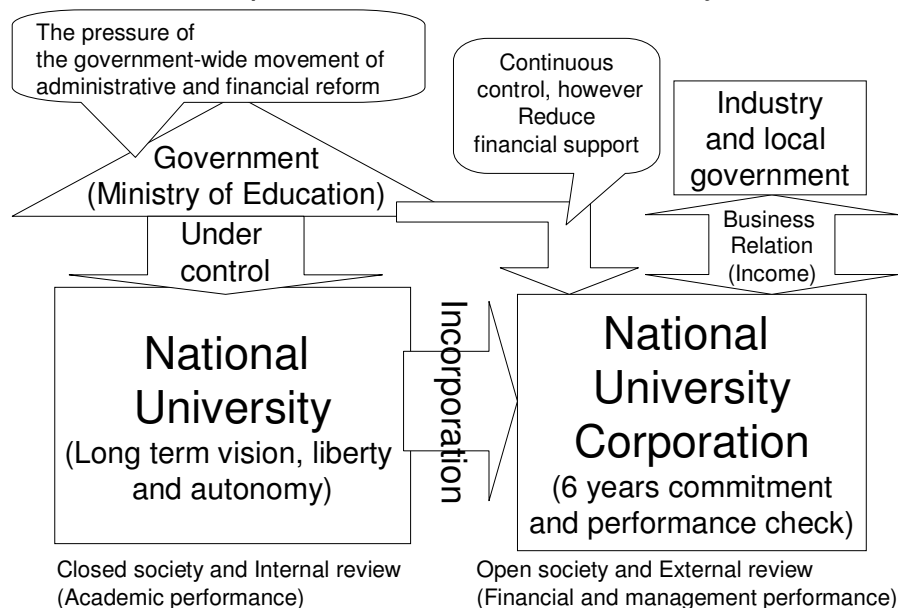 The pressure of
the government-wide movement of
administrative and financial reform
Continuous
control, however
Reduce
financial support
Industry
and local
government
Government
(Ministry of Education)
Under
control
Business
Relation
(Income)
National
University
(Long term vision, liberty
and autonomy)
Incorporation
National
University
Corporation
(6 years commitment
and performance check)
Closed society and Internal review
(Academic performance)
Open society and External review
(Financial and management performance)